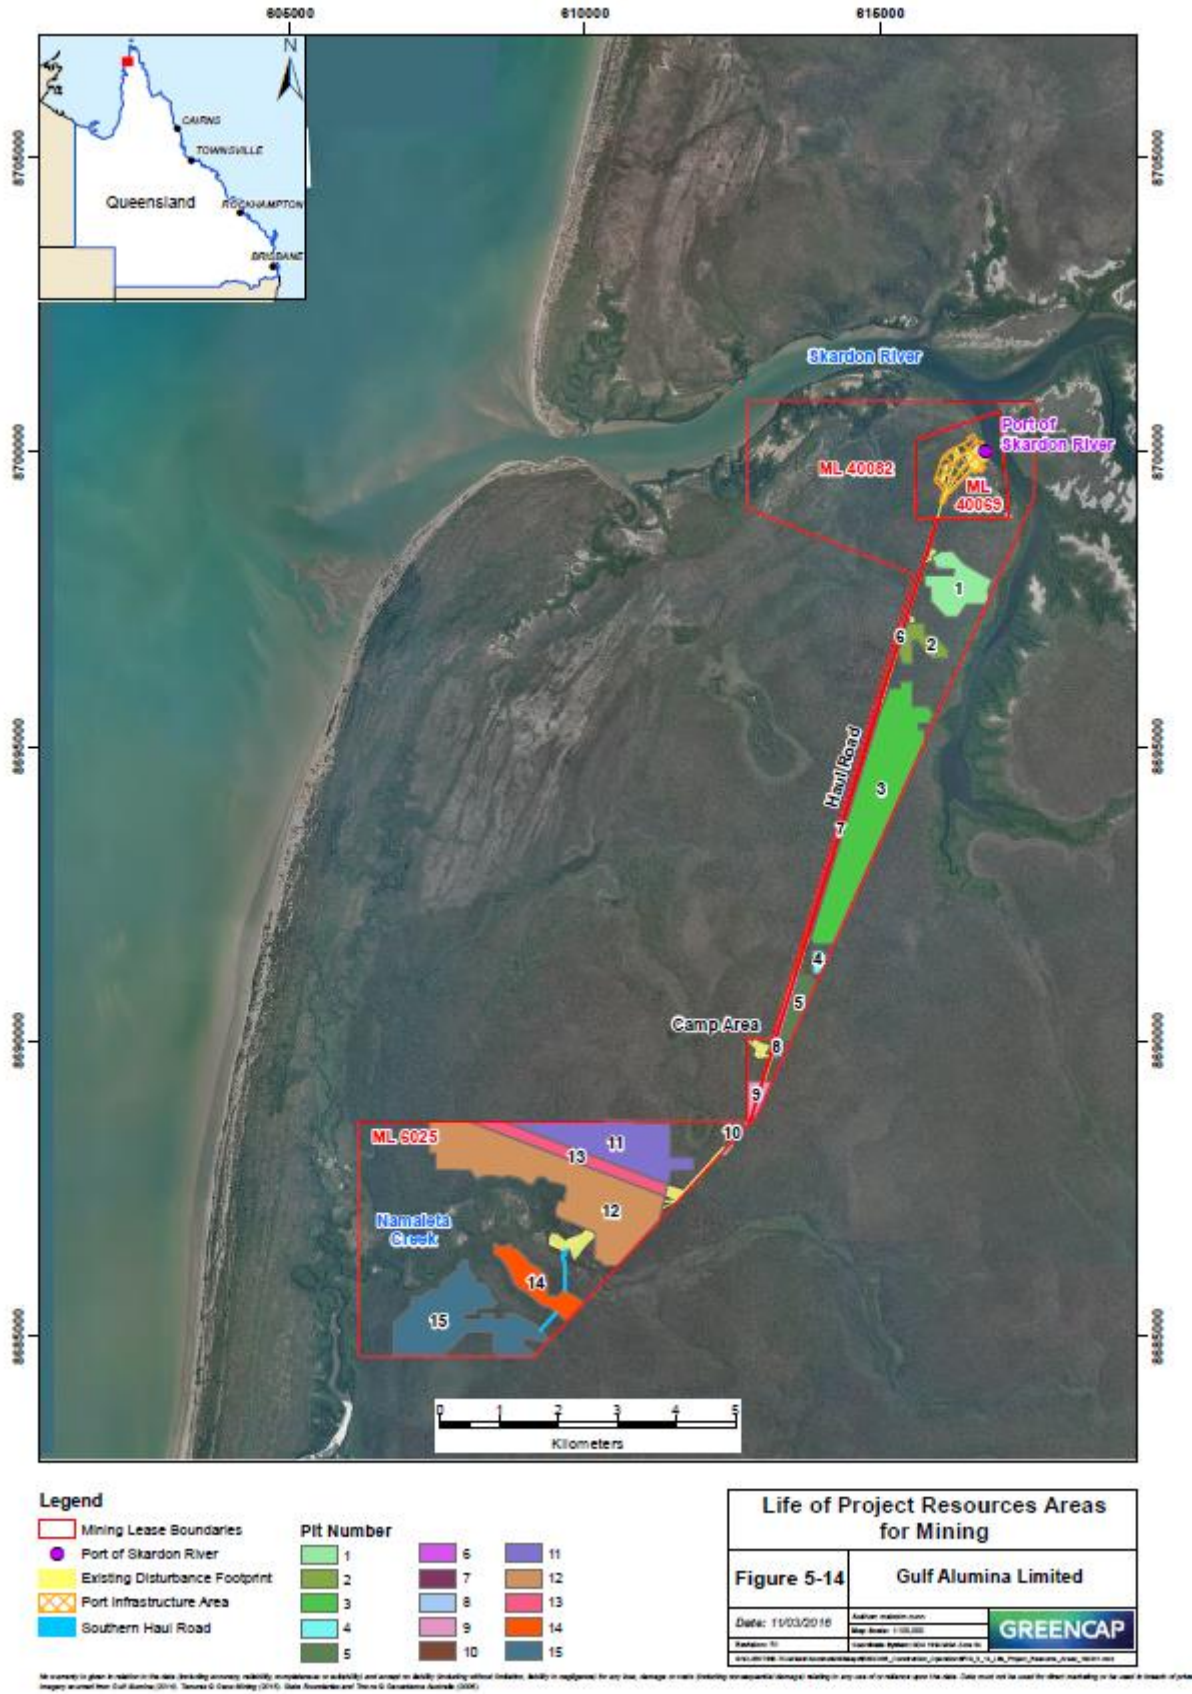 605000 610000 615000
N
CAIRNS
TOWNSVILLE
Queensland
ROCKHAMPTON
BRISBANE
8705000 8705000
Skardon River
Port of
Skardon River
8700000 8700000
ML 40082
ML
40069
1
6 2
8695000 8695000
Haul Road
3
7
4
5
Camp Area
8
8690000 8690000
9
10
ML 6025
11
13
12
Namaleta
Creek
14
15
8685000 8685000
0 1 2 3 4 5
Kilometers
Legend
Mining Lease Boundaries
Port of Skardon River
Existing Disturbance Footprint
Port Infrastructure Area
Southern Haul Road
Pit Number
1 6 11
2 7 12
3 8 13
4 9 14
5 10 15
Life of Project Resources Areas
for Mining
Figure 5-14
Gulf Alumina Limited
Date: 11/03/2016
GREENCAP